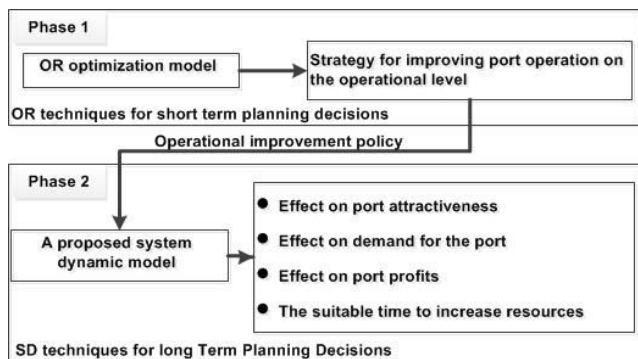 Phase 1
OR optimization model
Strategy for improving port operation on
the operational level
OR techniques for short term planning decisions
Operational improvement policy
Phase 2
A proposed system
dynamic model
● Effect on port attractiveness
● Effect on demand for the port
● Effect on port profits
● The suitable time to increase resources
SD techniques for long Term Planning Decisions